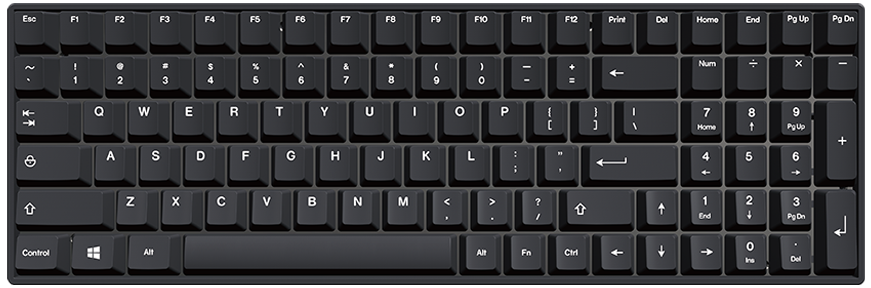 Esc F1 F2 F3 F4 F5 F6 F7 F8 F9 F10 F11 F12 Print Del Home End Pg Up Pg Dn
~ ! @ # $ % ^ & * ( ) — + Num ÷ × −
` 1 2 3 4 5 6 7 8 9 0 - = ←
Q W E R T Y U I O P { } | 7 8 9
[ ] \ Home ↑ Pg Up +
A S D F G H J K L : " 4 5 6
; ' ← →
Z X C V B N M < > ? ↑ 1 2 3
, . / End ↓ Pg Dn
Control Alt Alt Fn Ctrl ← ↓ → 0 .
Ins Del